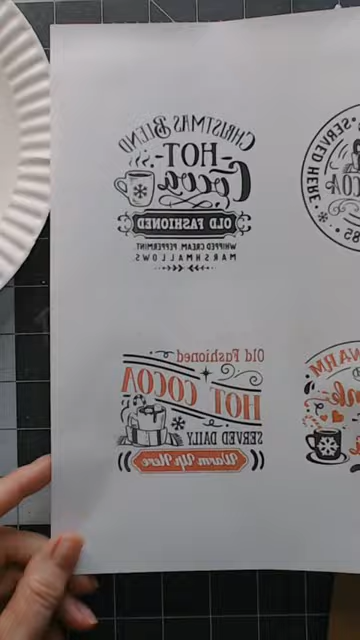 CHRISTMAS BLEND
-HOT-
Cocoa
OLD FASHIONED
WHIPPED CREAM, PEPPERMINT,
MARSHMALLOWS
SERVED HERE
Old Fashioned
HOT COCOA
SERVED DAILY
Warm Up Here
WARM